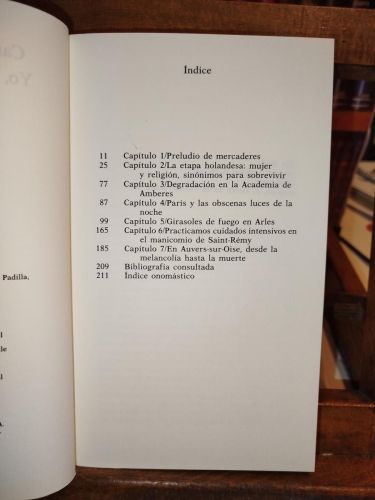 Padilla,
Índice
11 Capítulo 1/Preludio de mercaderes
25 Capítulo 2/La etapa holandesa: mujer
y religión, sinónimos para sobrevivir
77 Capítulo 3/Degradación en la Academia de
Amberes
87 Capítulo 4/París y las obscenas luces de la
noche
99 Capítulo 5/Girasoles de fuego en Arles
165 Capítulo 6/Practicamos cuidados intensivos en
el manicomio de Saint-Rémy
185 Capítulo 7/En Auvers-sur-Oise, desde la
melancolía hasta la muerte
209 Bibliografía consultada
211 Índice onomástico